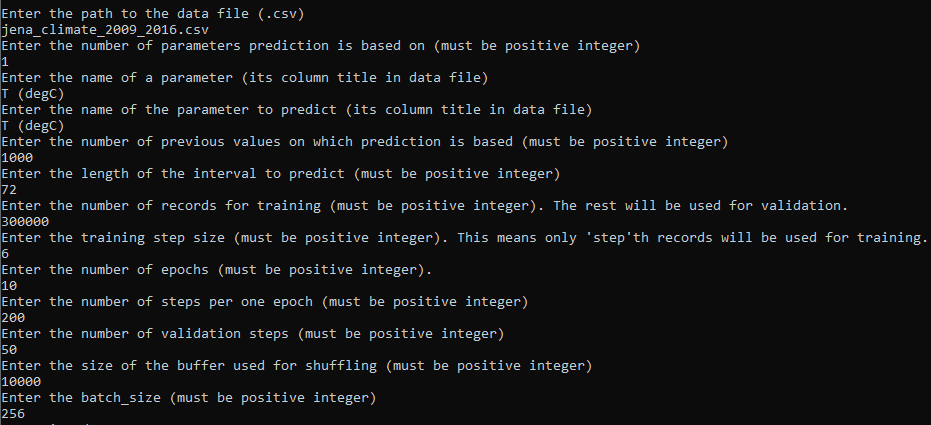 Enter the path to the data file (.csv)
jena_climate_2009_2016.csv
Enter the number of parameters prediction is based on (must be positive integer)
1
Enter the name of a parameter (its column title in data file)
T (degC)
Enter the name of the parameter to predict (its column title in data file)
T (degC)
Enter the number of previous values on which prediction is based (must be positive integer)
1000
Enter the length of the interval to predict (must be positive integer)
72
Enter the number of records for training (must be positive integer). The rest will be used for validation.
300000
Enter the training step size (must be positive integer). This means only 'step'th records will be used for training.
6
Enter the number of epochs (must be positive integer).
10
Enter the number of steps per one epoch (must be positive integer)
200
Enter the number of validation steps (must be positive integer)
50
Enter the size of the buffer used for shuffling (must be positive integer)
10000
Enter the batch_size (must be positive integer)
256